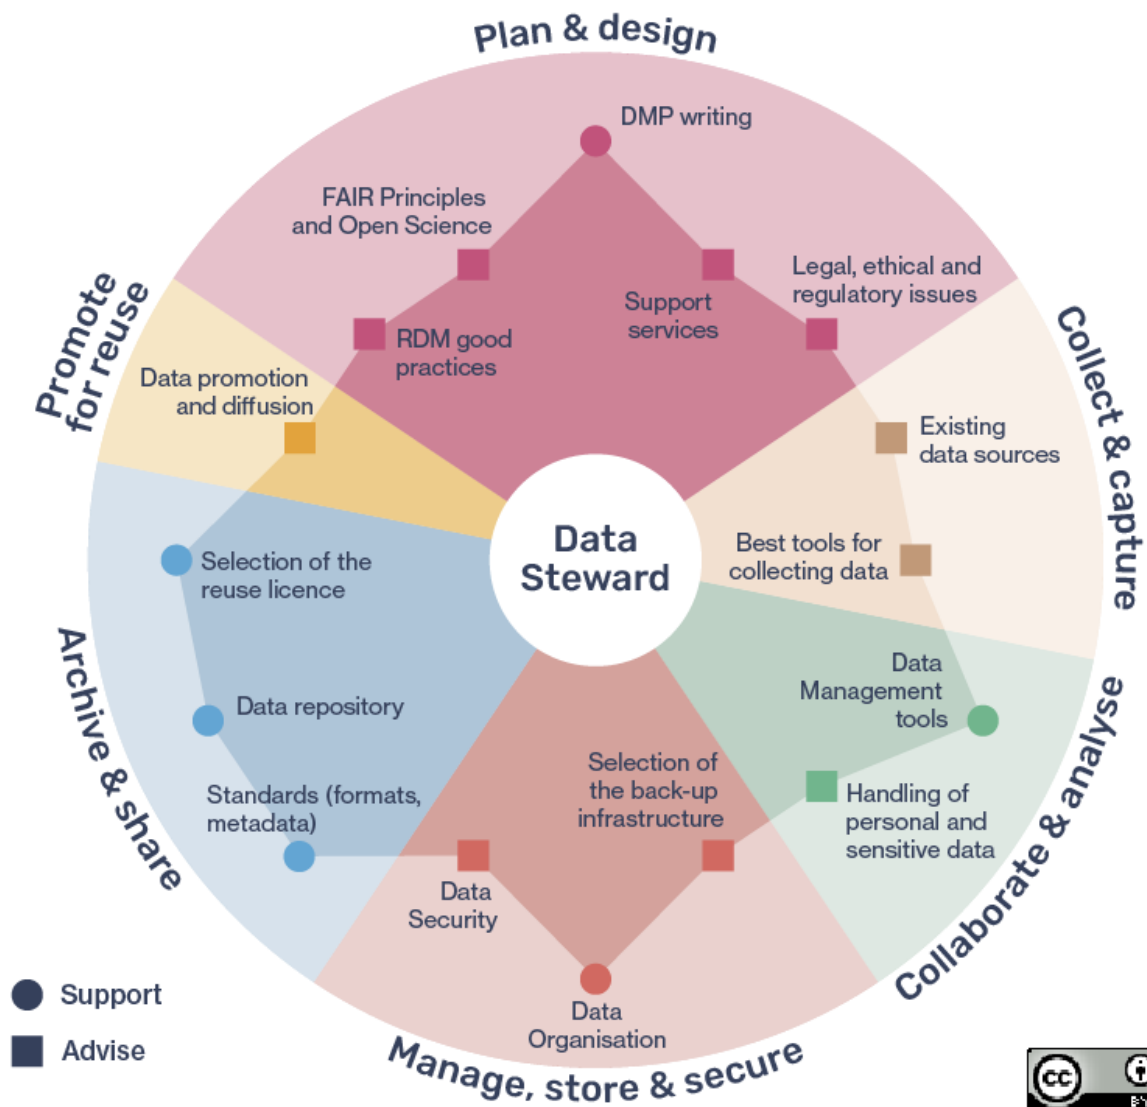 Plan & design
DMP writing
FAIR Principles
and Open Science
Legal, ethical and
regulatory issues
Support
services
RDM good
practices
Promote
for reuse
Data promotion
and diffusion
Collect & capture
Existing
data sources
Best tools for
collecting data
Data
Steward
Selection of the
reuse licence
Data
Management
tools
Data repository
Archive & share
Standards (formats,
metadata)
Selection of
the back-up
infrastructure
Handling of
personal and
sensitive data
Collaborate & analyse
Data
Security
Data
Organisation
Manage, store & secure
Support
Advise
cc